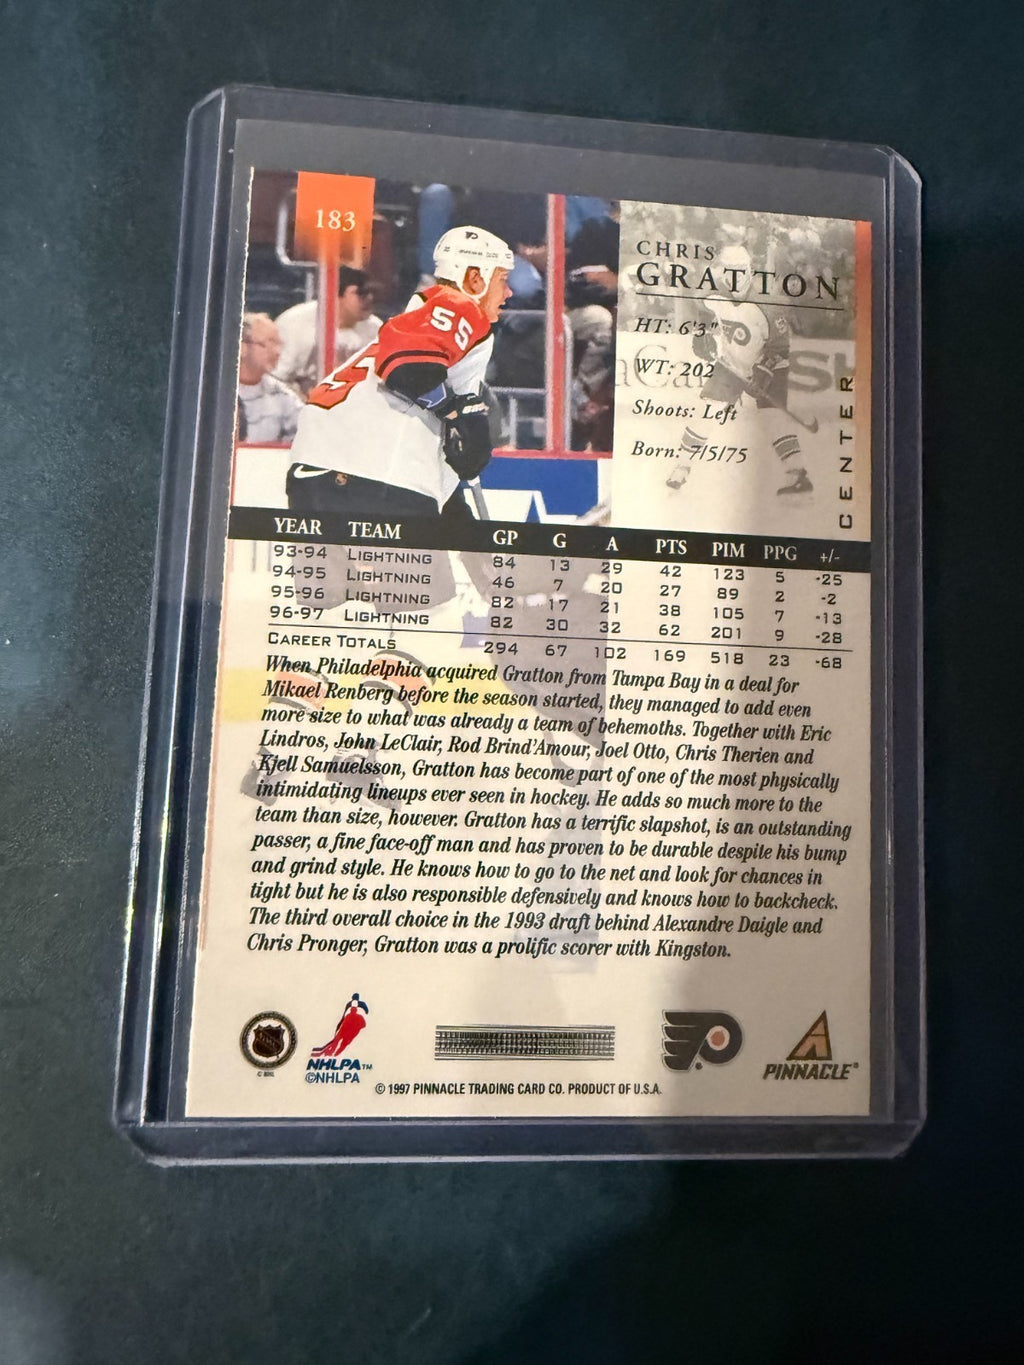 183
55
CHRIS
GRATTON
HT: 6'3"
WT: 202
Shoots: Left
Born: 7/5/75
CENTER
YEAR TEAM GP G A PTS PIM PPG +/-
93-94 LIGHTNING 84 13 29 42 123 5 -25
94-95 LIGHTNING 46 7 20 27 89 2 -2
95-96 LIGHTNING 82 17 21 38 105 7 -13
96-97 LIGHTNING 82 30 32 62 201 9 -28
CAREER TOTALS 294 67 102 169 518 23 -68
When Philadelphia acquired Gratton from Tampa Bay in a deal for
Mikael Renberg before the season started, they managed to add even
more size to what was already a team of behemoths. Together with Eric
Lindros, John LeClair, Rod Brind'Amour, Joel Otto, Chris Therien and
Kjell Samuelsson, Gratton has become part of one of the most physically
intimidating lineups ever seen in hockey. He adds so much more to the
team than size, however. Gratton has a terrific slapshot, is an outstanding
passer, a fine face-off man and has proven to be durable despite his bump
and grind style. He knows how to go to the net and look for chances in
tight but he is also responsible defensively and knows how to backcheck.
The third overall choice in the 1993 draft behind Alexandre Daigle and
Chris Pronger, Gratton was a prolific scorer with Kingston.
© NHL
NHLPA™
©NHLPA
PINNACLE®
© 1997 PINNACLE TRADING CARD CO. PRODUCT OF U.S.A.